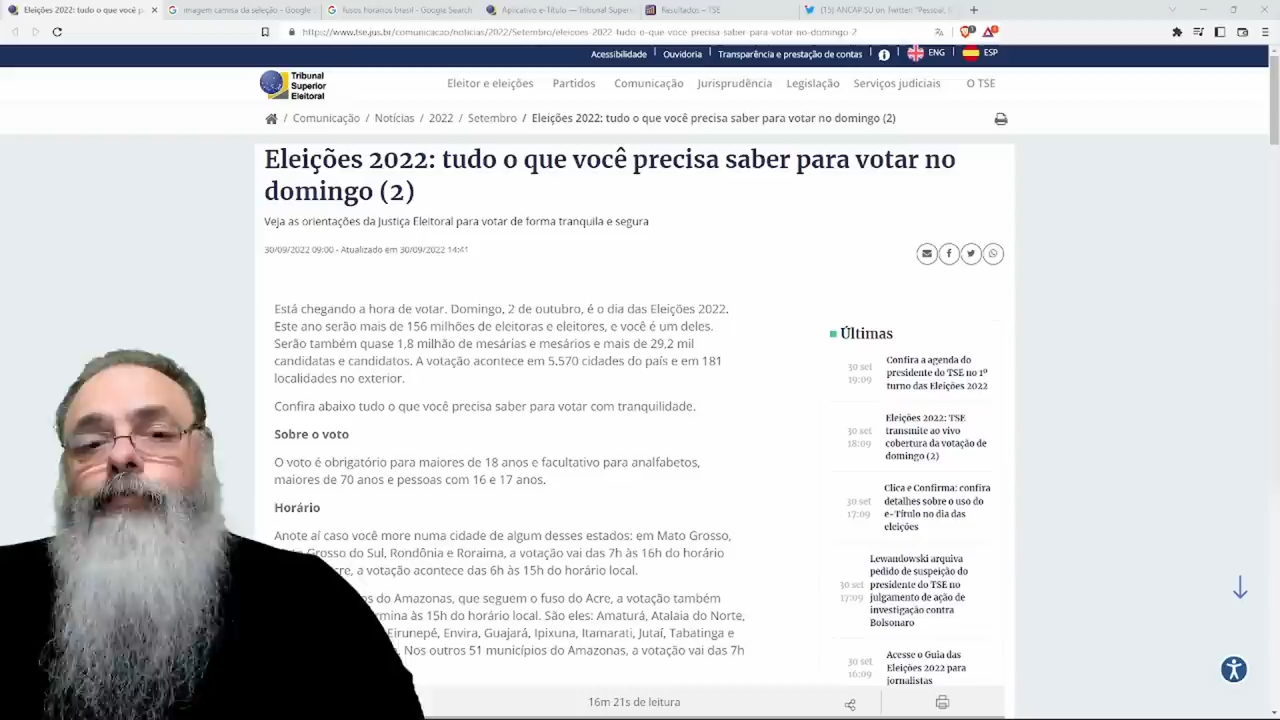 Eleições 2022: tudo o que você p
imagem camisa da seleção - Google
fusos horários brasil - Google Search
Aplicativo e-Título — Tribunal Super
Resultados – TSE
(15) ANCAP.SU on Twitter: "Pessoal,
https://www.tse.jus.br/comunicacao/noticias/2022/Setembro/eleicoes-2022-tudo-o-que-voce-precisa-saber-para-votar-no-domingo-2
Acessibilidade
Ouvidoria
Transparência e prestação de contas
ENG
ESP
Tribunal
Superior
Eleitoral
Eleitor e eleições
Partidos
Comunicação
Jurisprudência
Legislação
Serviços judiciais
O TSE
/ Comunicação / Notícias / 2022 / Setembro / Eleições 2022: tudo o que você precisa saber para votar no domingo (2)
Eleições 2022: tudo o que você precisa saber para votar no
domingo (2)
Veja as orientações da Justiça Eleitoral para votar de forma tranquila e segura
30/09/2022 09:00 - Atualizado em 30/09/2022 14:41
Está chegando a hora de votar. Domingo, 2 de outubro, é o dia das Eleições 2022.
Este ano serão mais de 156 milhões de eleitoras e eleitores, e você é um deles.
Serão também quase 1,8 milhão de mesárias e mesários e mais de 29,2 mil
candidatas e candidatos. A votação acontece em 5.570 cidades do país e em 181
localidades no exterior.
Confira abaixo tudo o que você precisa saber para votar com tranquilidade.
Sobre o voto
O voto é obrigatório para maiores de 18 anos e facultativo para analfabetos,
maiores de 70 anos e pessoas com 16 e 17 anos.
Horário
Anote aí caso você more numa cidade de algum desses estados: em Mato Grosso,
Grosso do Sul, Rondônia e Roraima, a votação vai das 7h às 16h do horário
a votação acontece das 6h às 15h do horário local.
do Amazonas, que seguem o fuso do Acre, a votação também
às 15h do horário local. São eles: Amaturá, Atalaia do Norte,
Eirunepé, Envira, Guajará, Ipixuna, Itamarati, Jutaí, Tabatinga e
Nos outros 51 municípios do Amazonas, a votação vai das 7h
Últimas
30 set
19:09
Confira a agenda do
presidente do TSE no 1º
turno das Eleições 2022
30 set
18:09
Eleições 2022: TSE
transmite ao vivo
cobertura da votação de
domingo (2)
30 set
17:09
Clica e Confirma: confira
detalhes sobre o uso do
e-Título no dia das
eleições
30 set
17:09
Lewandowski arquiva
pedido de suspeição do
presidente do TSE no
julgamento de ação de
investigação contra
Bolsonaro
30 set
16:09
Acesse o Guia das
Eleições 2022 para
jornalistas
16m 21s de leitura